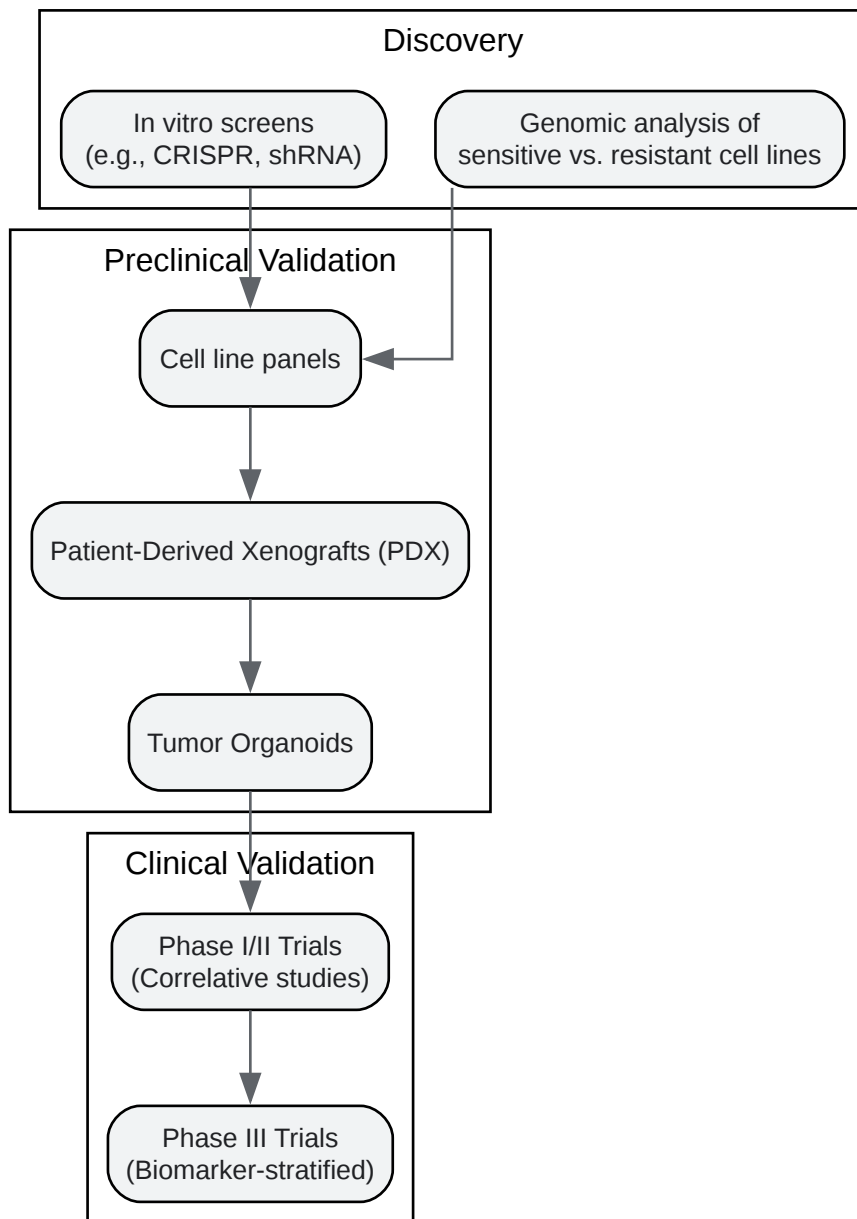 Discovery
In vitro screens
(e.g., CRISPR, shRNA)
Genomic analysis of
sensitive vs. resistant cell lines
Preclinical Validation
Cell line panels
Patient-Derived Xenografts (PDX)
Tumor Organoids
Clinical Validation
Phase I/II Trials
(Correlative studies)
Phase III Trials
(Biomarker-stratified)